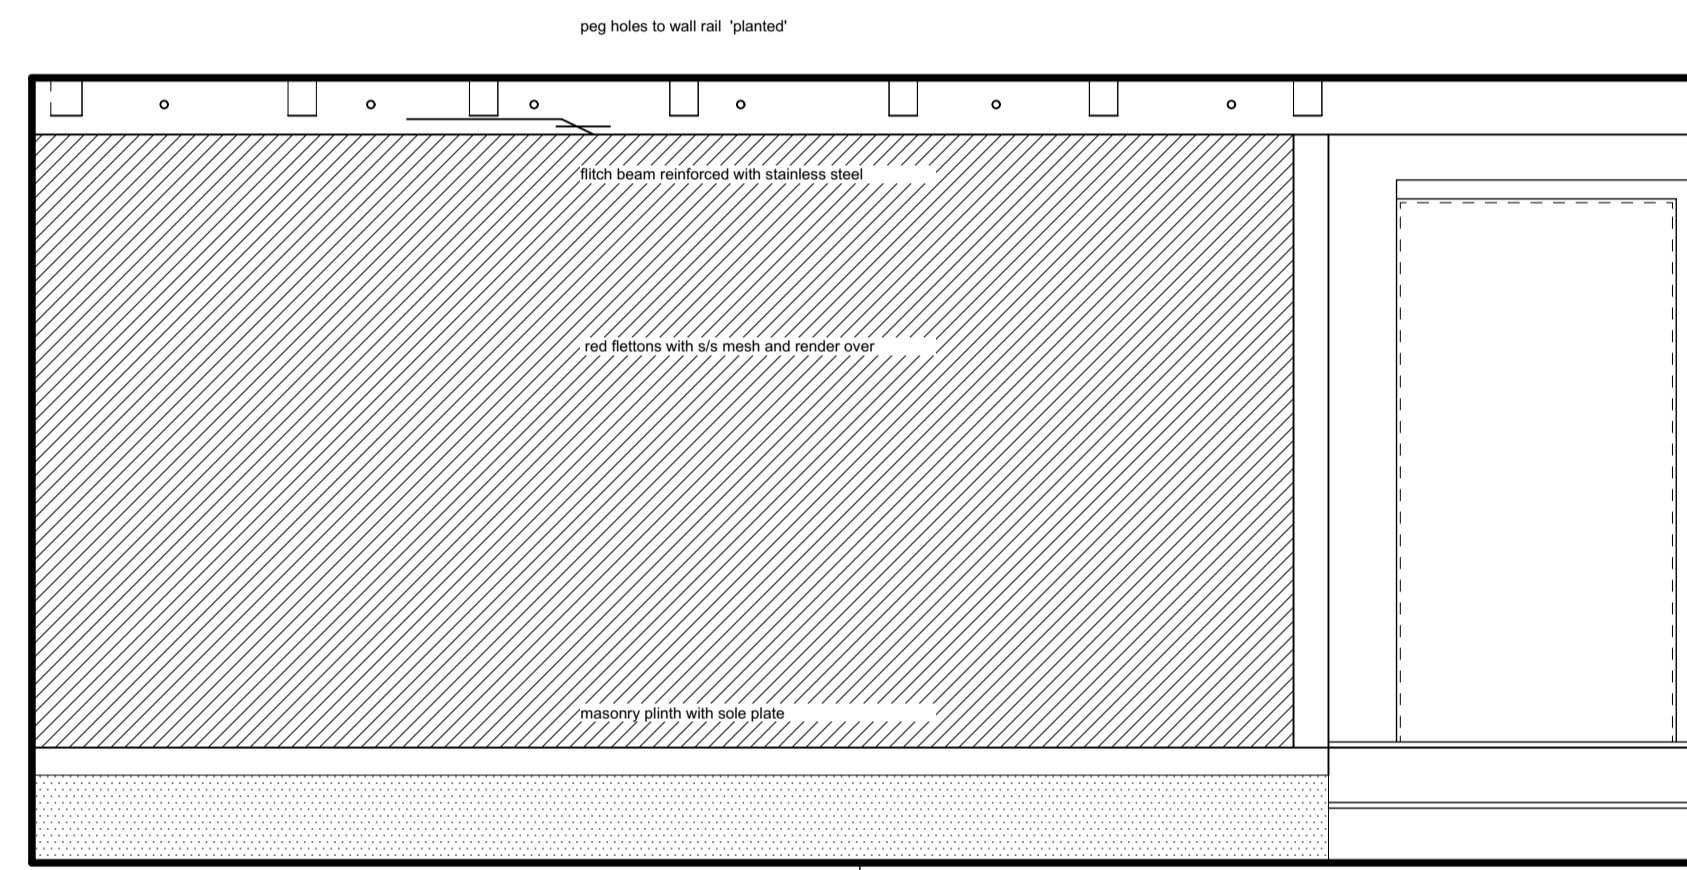 peg holes to wall rail 'planted'
flitch beam reinforced with stainless steel
red flettons with s/s mesh and render over
masonry plinth with sole plate